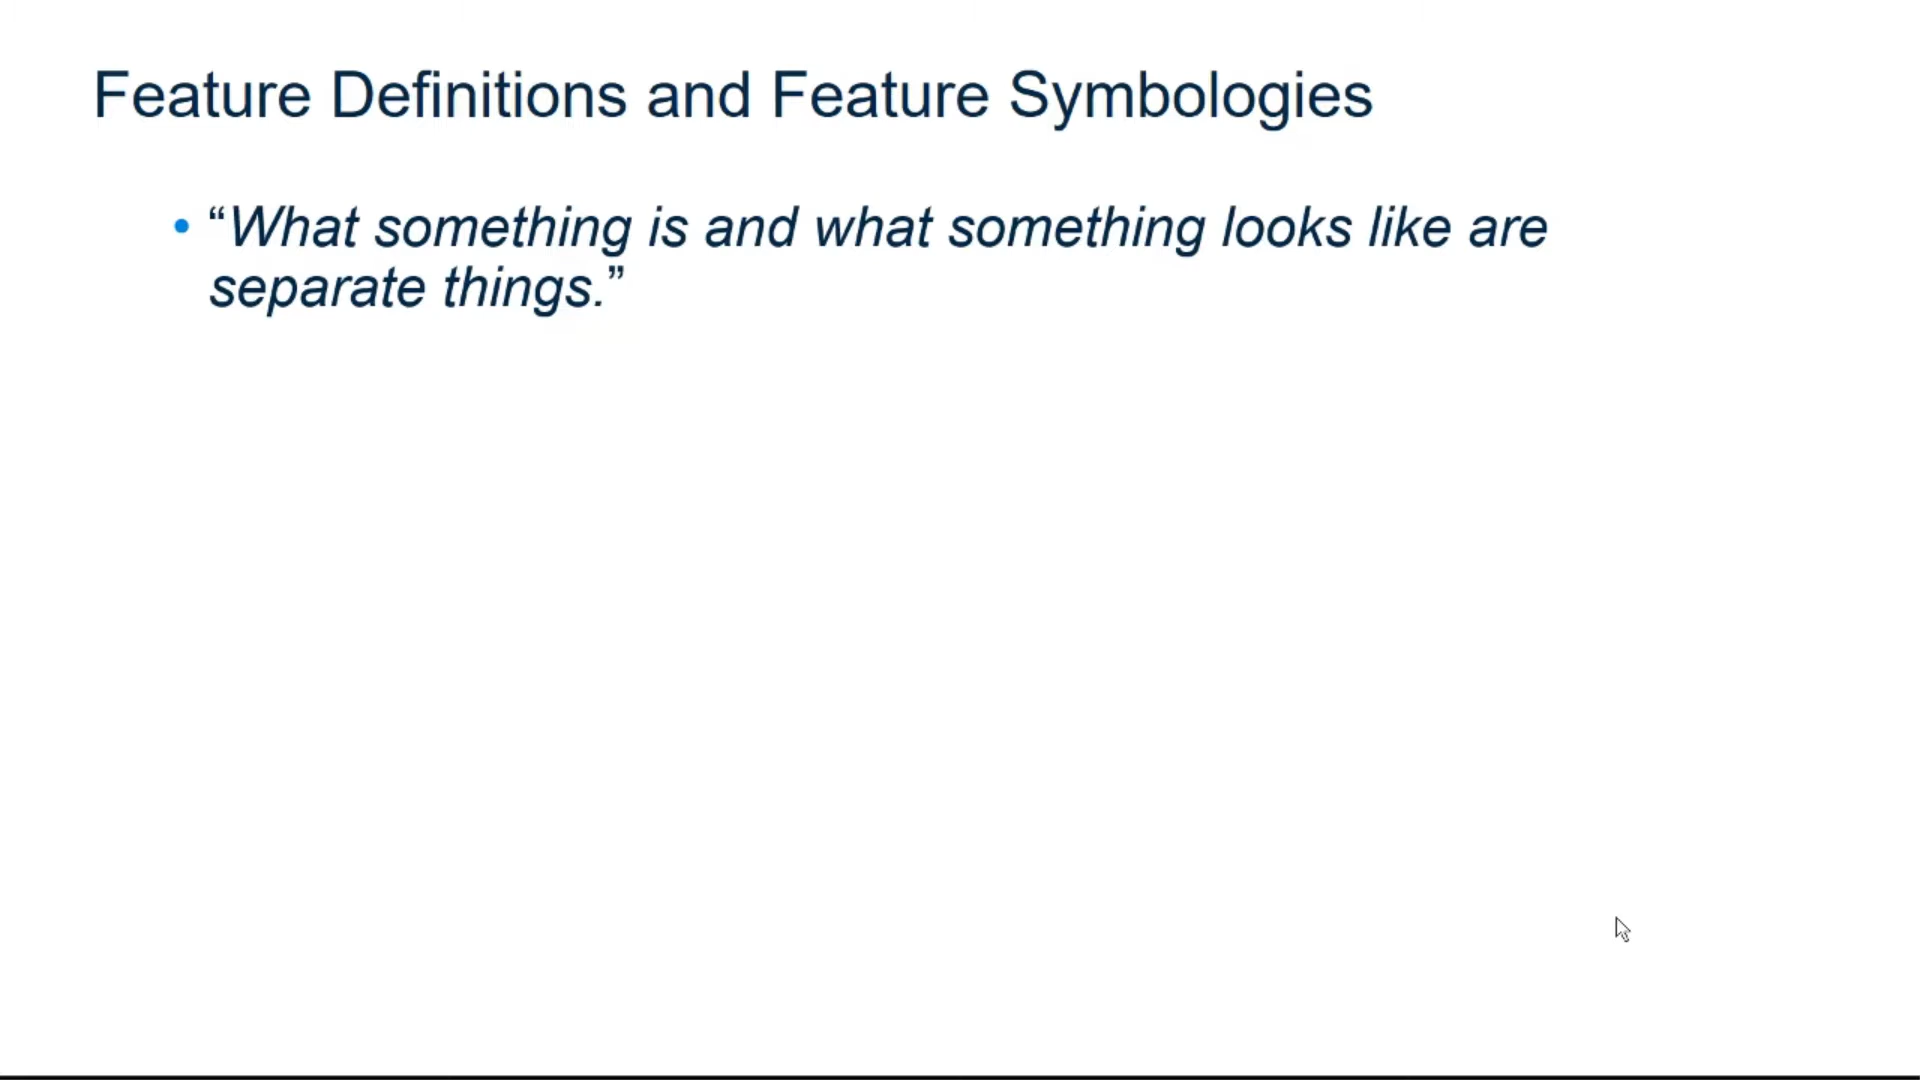 Feature Definitions and Feature Symbologies
• “What something is and what something looks like are
separate things.”